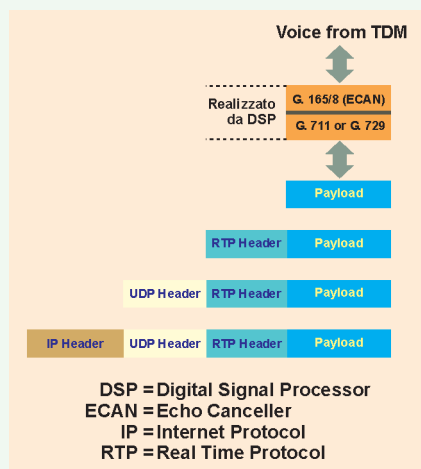 Voice from TDM
Realizzato
da DSP
G. 165/8 (ECAN)
G. 711 or G. 729
Payload
RTP Header Payload
UDP Header RTP Header Payload
IP Header UDP Header RTP Header Payload
DSP = Digital Signal Processor
ECAN = Echo Canceller
IP = Internet Protocol
RTP = Real Time Protocol